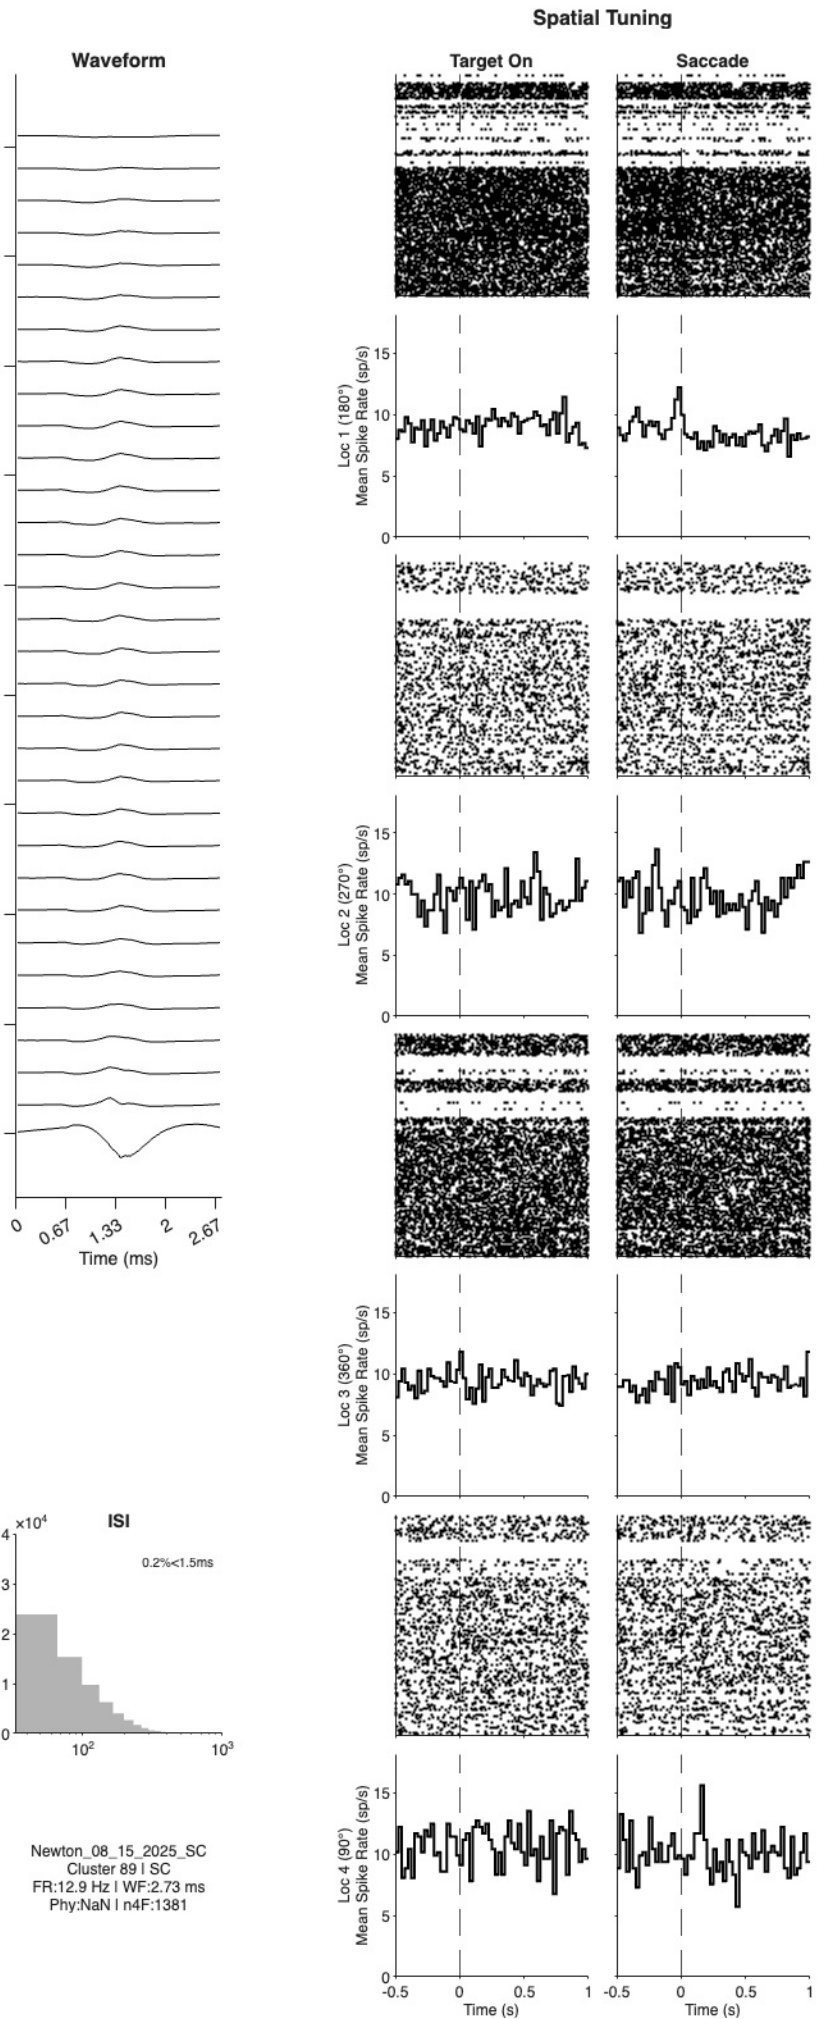 Spatial Tuning
Waveform
Target On
Saccade
0
0.67
1.33
2
2.67
Time (ms)
15
10
5
0
Loc 1 (180°)
Mean Spike Rate (sp/s)
15
10
5
0
Loc 2 (270°)
Mean Spike Rate (sp/s)
15
10
5
0
Loc 3 (360°)
Mean Spike Rate (sp/s)
×10⁴
ISI
4
3
2
1
0
0.2%<1.5ms
10²
10³
Newton_08_15_2025_SC
Cluster 89 | SC
FR:12.9 Hz | WF:2.73 ms
Phy:NaN | n4F:1381
15
10
5
0
Loc 4 (90°)
Mean Spike Rate (sp/s)
-0.5
0
0.5
1
Time (s)
-0.5
0
0.5
1
Time (s)